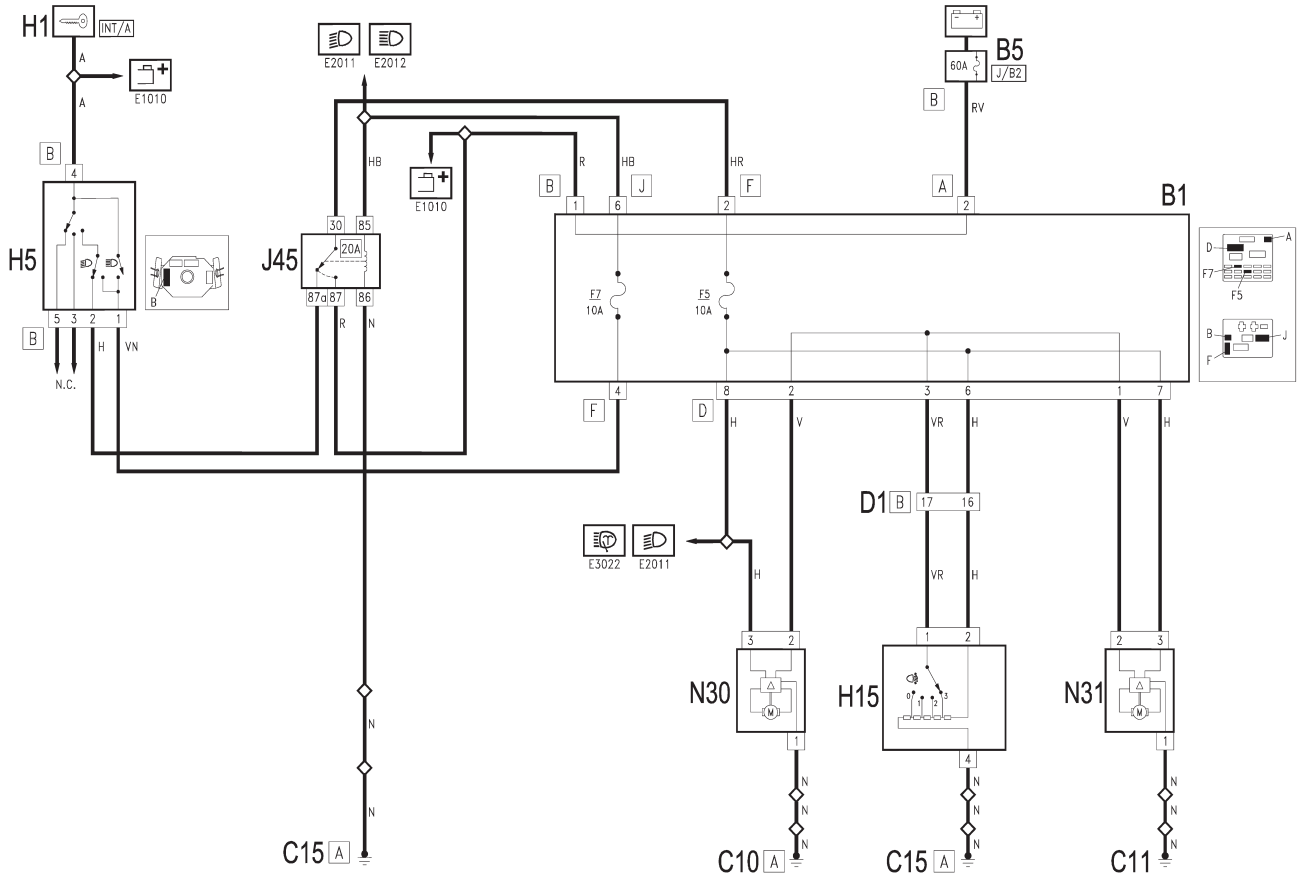 H1 INT/A
A
E1010
A
B
4
H5
5 3 2 1
B
N.C.
H
VN
B
E2011 E2012
HB
E1010
30 85
J45
20A
87a 87 86
R
N
N
N
C15 A
60A
B5
J/B2
B
RV
R
HB
HR
B
1
J
6
F
2
A
2
B1
F7
10A
F5
10A
A
D
F7
F5
B
J
F
4 8 2 3 6 1 7
F
D
H
V
VR
H
V
H
D1 B 17 16
E3022 E2011
H
VR
H
3 2
1 2
2 3
N30
M
1
H15
0 1 2 3
4
N31
M
1
N
N
N
C10 A
N
N
N
C15 A
N
N
N
C11